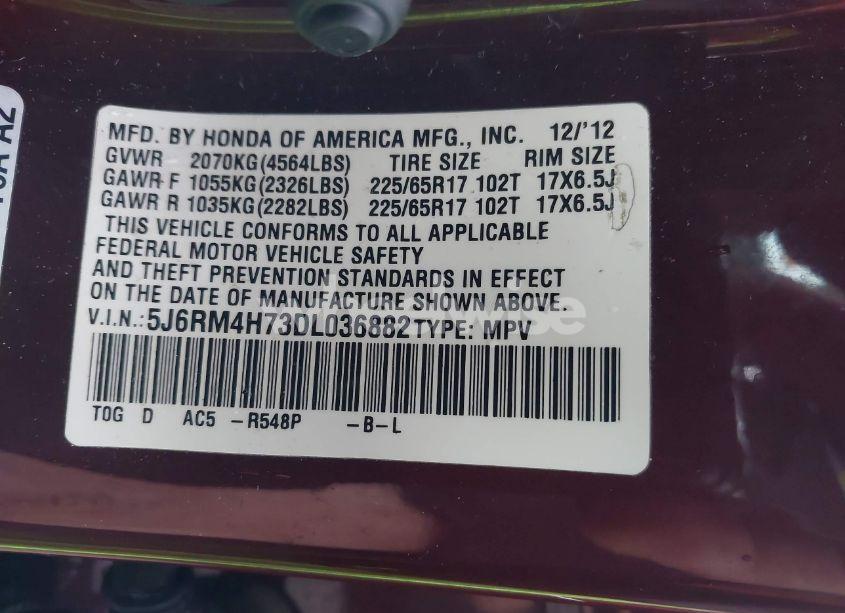 MFD. BY HONDA OF AMERICA MFG., INC. 12/'12
GVWR 2070KG(4564LBS) TIRE SIZE RIM SIZE
GAWR F 1055KG(2326LBS) 225/65R17 102T 17X6.5J
GAWR R 1035KG(2282LBS) 225/65R17 102T 17X6.5J
THIS VEHICLE CONFORMS TO ALL APPLICABLE
FEDERAL MOTOR VEHICLE SAFETY
AND THEFT PREVENTION STANDARDS IN EFFECT
ON THE DATE OF MANUFACTURE SHOWN ABOVE.
V.I.N.:5J6RM4H73DL036882 TYPE: MPV
T0G D AC5 -R548P -B-L